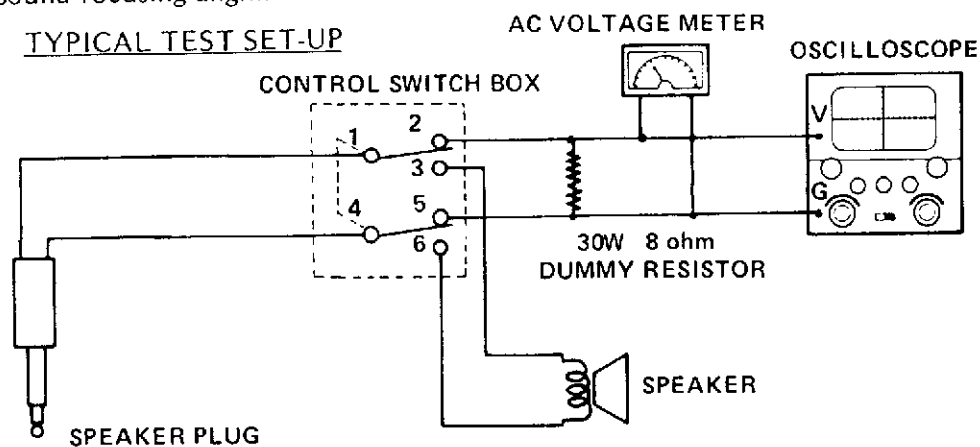 TYPICAL TEST SET-UP
AC VOLTAGE METER
OSCILLOSCOPE
CONTROL SWITCH BOX
1
2
3
4
5
6
V
G
30W 8 ohm
DUMMY RESISTOR
SPEAKER
SPEAKER PLUG